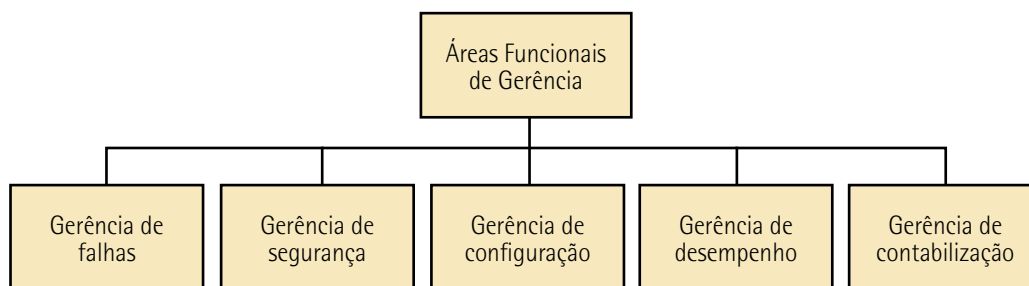 Áreas Funcionais
de Gerência
Gerência de
falhas
Gerência de
segurança
Gerência de
configuração
Gerência de
desempenho
Gerência de
contabilização